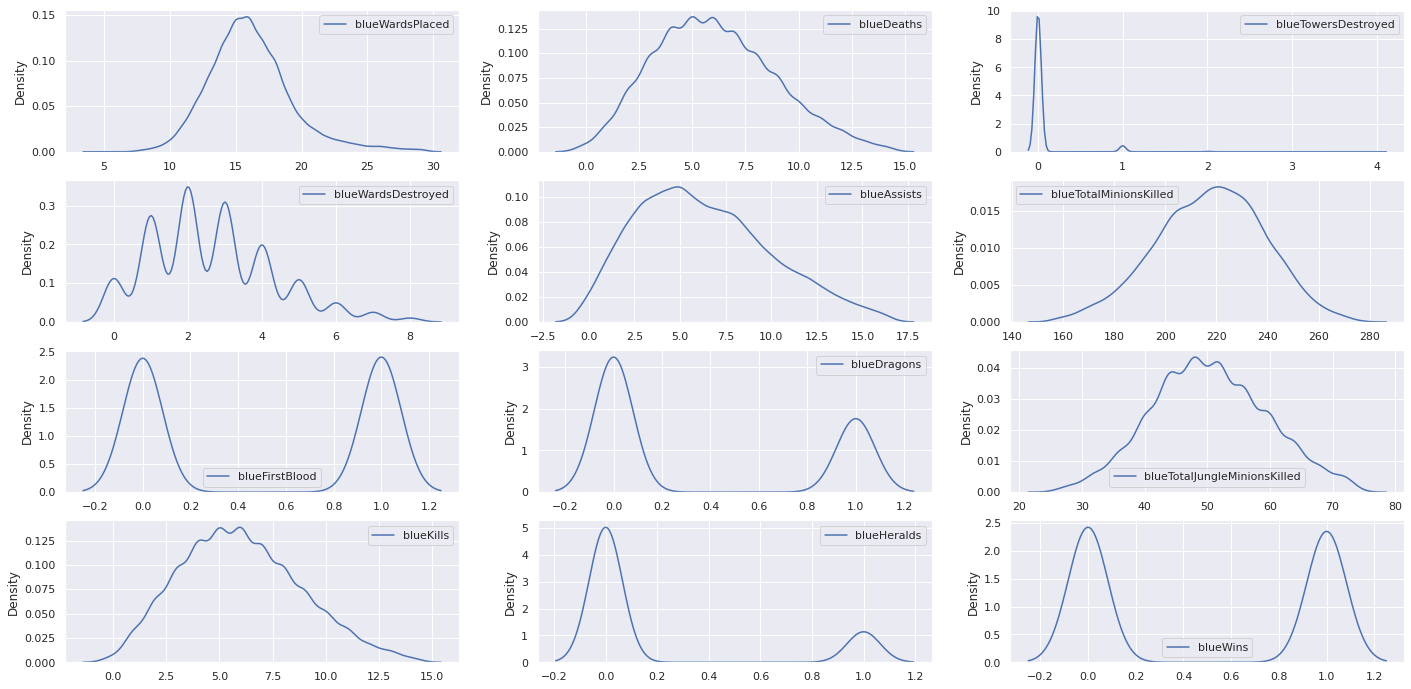 blueWardsPlaced
Density
0.15
0.10
0.05
0.00
5 10 15 20 25 30
blueDeaths
Density
0.125
0.100
0.075
0.050
0.025
0.000
0.0 2.5 5.0 7.5 10.0 12.5 15.0
blueTowersDestroyed
Density
10
8
6
4
2
0
0 1 2 3 4
blueWardsDestroyed
Density
0.3
0.2
0.1
0.0
0 2 4 6 8
blueAssists
Density
0.10
0.08
0.06
0.04
0.02
0.00
−2.5 0.0 2.5 5.0 7.5 10.0 12.5 15.0 17.5
blueTotalMinionsKilled
Density
0.015
0.010
0.005
0.000
140 160 180 200 220 240 260 280
blueFirstBlood
Density
2.5
2.0
1.5
1.0
0.5
0.0
−0.2 0.0 0.2 0.4 0.6 0.8 1.0 1.2
blueDragons
Density
3
2
1
0
−0.2 0.0 0.2 0.4 0.6 0.8 1.0 1.2
blueTotalJungleMinionsKilled
Density
0.04
0.03
0.02
0.01
0.00
20 30 40 50 60 70 80
blueKills
Density
0.125
0.100
0.075
0.050
0.025
0.000
0.0 2.5 5.0 7.5 10.0 12.5 15.0
blueHeralds
Density
5
4
3
2
1
0
−0.2 0.0 0.2 0.4 0.6 0.8 1.0 1.2
blueWins
Density
2.5
2.0
1.5
1.0
0.5
0.0
−0.2 0.0 0.2 0.4 0.6 0.8 1.0 1.2